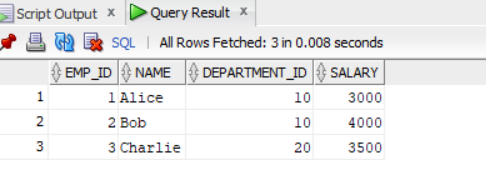 Script Output x Query Result x
SQL | All Rows Fetched: 3 in 0.008 seconds
EMP_ID NAME DEPARTMENT_ID SALARY
1 1 Alice 10 3000
2 2 Bob 10 4000
3 3 Charlie 20 3500